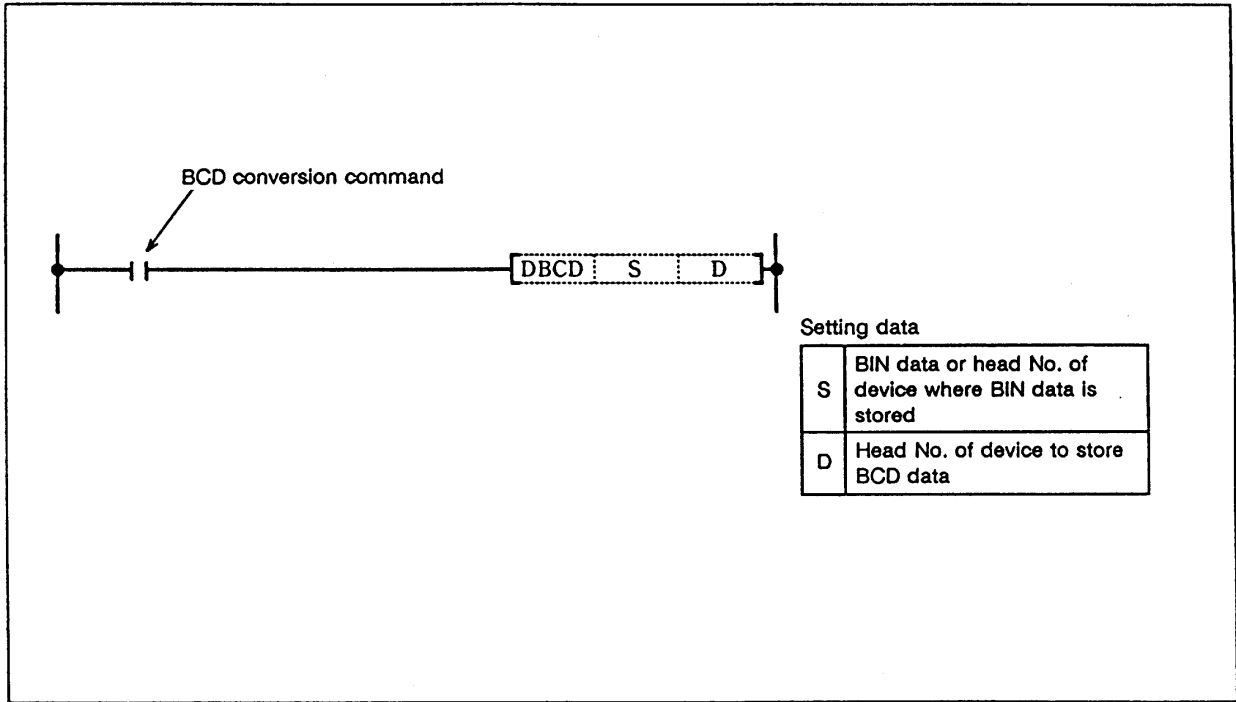 BCD conversion command
DBCD S D
Setting data
S BIN data or head No. of
device where BIN data is
stored
D Head No. of device to store
BCD data